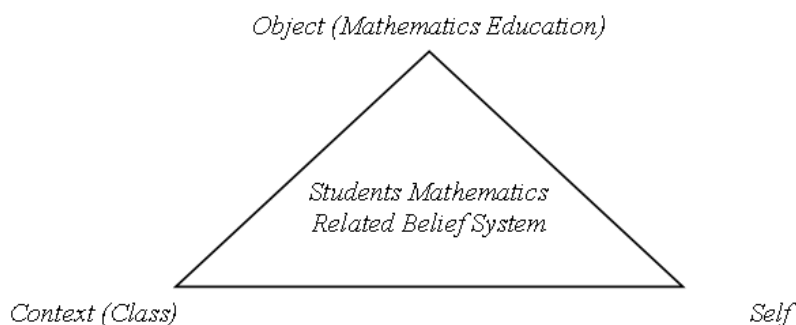 Object (Mathematics Education)
Students Mathematics
Related Belief System
Context (Class)
Self